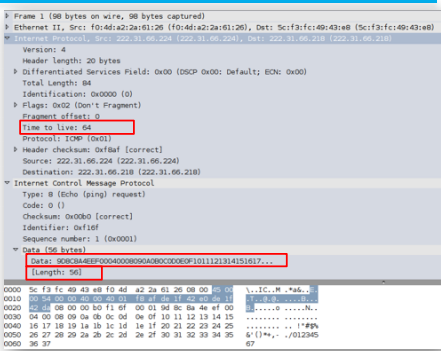 Frame 1 (98 bytes on wire, 98 bytes captured)
Ethernet II, Src: f0:4d:a2:2a:61:26 (f0:4d:a2:2a:61:26), Dst: 5c:f3:fc:49:43:e8 (5c:f3:fc:49:43:e8)
Internet Protocol, Src: 222.31.66.224 (222.31.66.224), Dst: 222.31.66.218 (222.31.66.218)
Version: 4
Header length: 20 bytes
Differentiated Services Field: 0x00 (DSCP 0x00: Default; ECN: 0x00)
Total Length: 84
Identification: 0x0000 (0)
Flags: 0x02 (Don't Fragment)
Fragment offset: 0
Time to live: 64
Protocol: ICMP (0x01)
Header checksum: 0xf8af [correct]
Source: 222.31.66.224 (222.31.66.224)
Destination: 222.31.66.218 (222.31.66.218)
Internet Control Message Protocol
Type: 8 (Echo (ping) request)
Code: 0 ()
Checksum: 0x00b0 [correct]
Identifier: 0xf16f
Sequence number: 1 (0x0001)
Data (56 bytes)
Data: 9D8C8A4EEF00040008090A0B0C0D0E0F1011121314151617...
[Length: 56]
0000 5c f3 fc 49 43 e8 f0 4d a2 2a 61 26 08 00 45 00 \..IC..M .*a&..E.
0010 00 54 00 00 40 00 40 01 f8 af de 1f 42 e0 de 1f .T..@.@. ....B...
0020 42 da 08 00 00 b0 f1 6f 00 01 9d 8c 8a 4e ef 00 B......o .....N..
0030 04 00 08 09 0a 0b 0c 0d 0e 0f 10 11 12 13 14 15 ........ ........
0040 16 17 18 19 1a 1b 1c 1d 1e 1f 20 21 22 23 24 25 ........ .. !"#$%
0050 26 27 28 29 2a 2b 2c 2d 2e 2f 30 31 32 33 34 35 &'()*+,- ./012345
0060 36 37 67